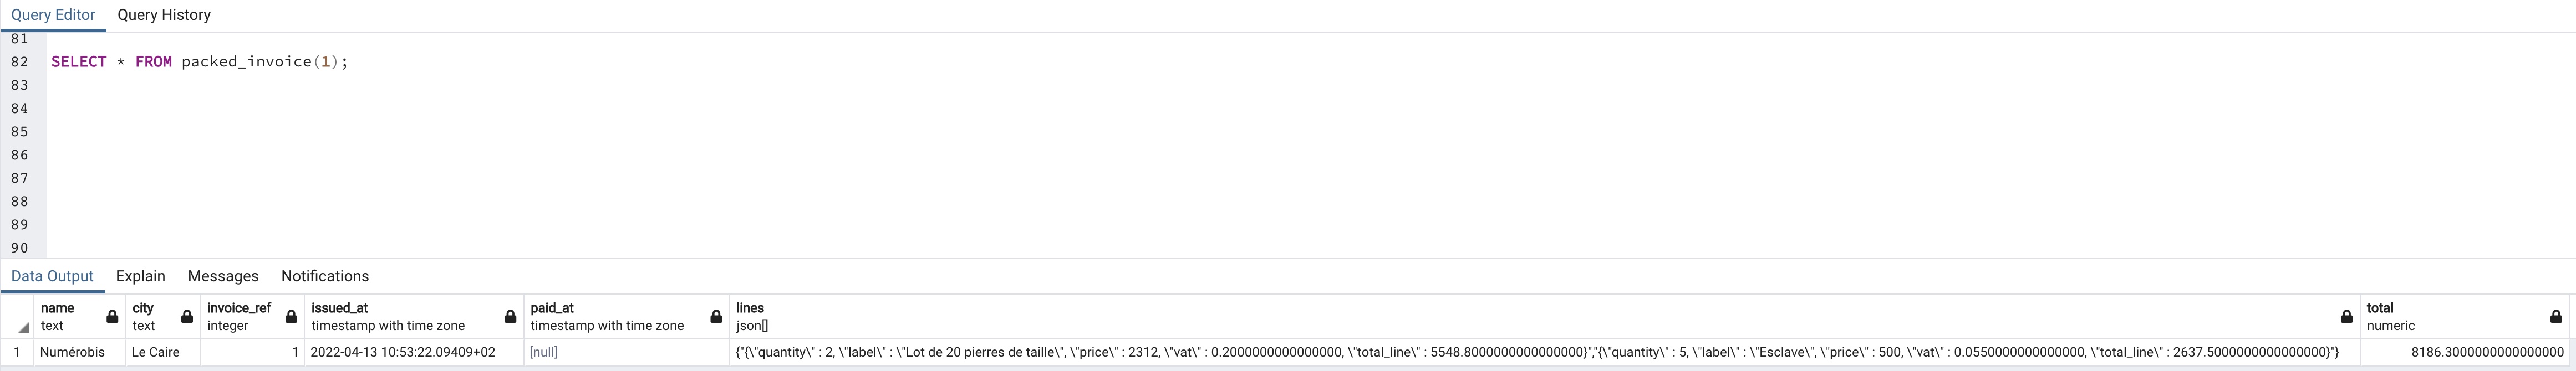 Query Editor Query History
81
82 SELECT * FROM packed_invoice(1);
83
84
85
86
87
88
89
90
Data Output Explain Messages Notifications
name city invoice_ref issued_at paid_at lines total
text text integer timestamp with time zone timestamp with time zone json[] numeric
1 Numérobis Le Caire 1 2022-04-13 10:53:22.09409+02 [null] {"{\"quantity\" : 2, \"label\" : \"Lot de 20 pierres de taille\", \"price\" : 2312, \"vat\" : 0.2000000000000000, \"total_line\" : 5548.8000000000000000}","{\"quantity\" : 5, \"label\" : \"Esclave\", \"price\" : 500, \"vat\" : 0.0550000000000000, \"total_line\" : 2637.5000000000000000}"} 8186.3000000000000000